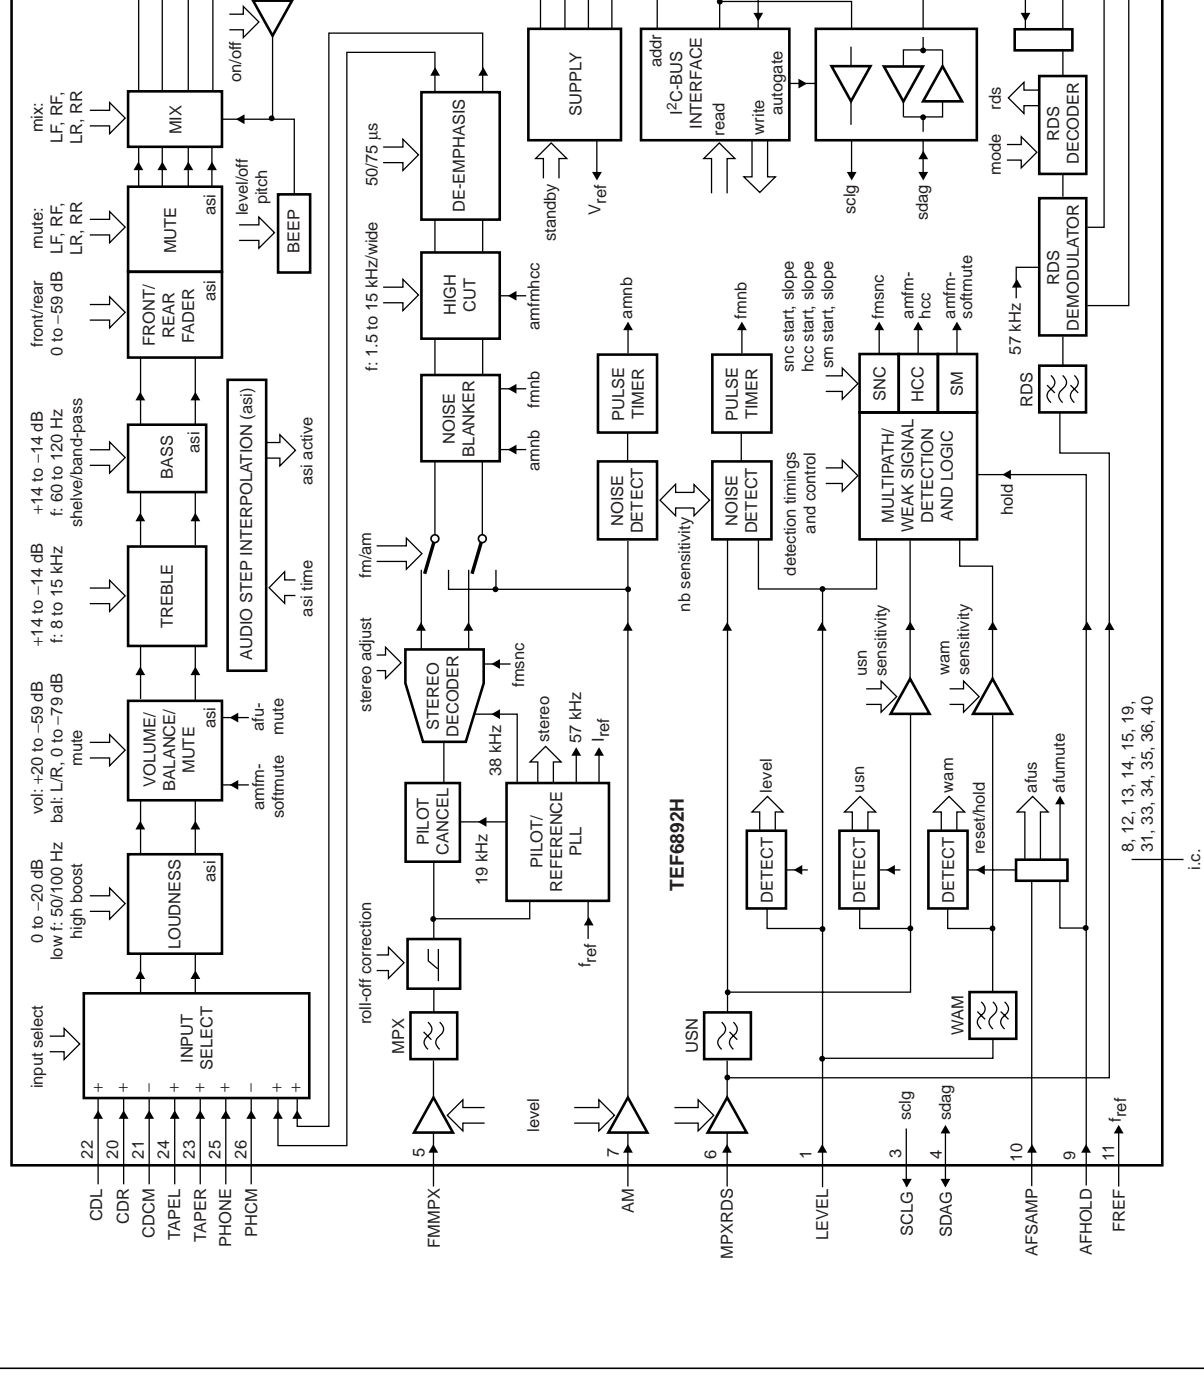 CDL
CDR
CDCM
TAPEL
TAPER
PHONE
PHCM
22
20
21
24
23
25
26
+
+
−
+
+
+
−
+
+
input select
INPUT
SELECT
0 to −20 dB
low f: 50/100 Hz
high boost
LOUDNESS
asi
vol: +20 to −59 dB
bal: L/R, 0 to −79 dB
mute
VOLUME/
BALANCE/
MUTE
asi
amfm-
softmute
afu-
mute
+14 to −14 dB
f: 8 to 15 kHz
TREBLE
+14 to −14 dB
f: 60 to 120 Hz
shelve/band-pass
BASS
asi
AUDIO STEP INTERPOLATION (asi)
asi time
asi active
front/rear
0 to −59 dB
FRONT/
REAR
FADER
asi
mute:
LF, RF,
LR, RR
MUTE
asi
level/off
pitch
BEEP
mix:
LF, RF,
LR, RR
MIX
on/off
FMMPX
5
level
MPX
roll-off correction
PILOT
CANCEL
19 kHz
PILOT/
REFERENCE
PLL
fref
38 kHz
stereo
57 kHz
Iref
stereo adjust
STEREO
DECODER
fmsnc
fm/am
NOISE
BLANKER
amnb
fmnb
f: 1.5 to 15 kHz/wide
HIGH
CUT
amfmhcc
50/75 µs
DE-EMPHASIS
AM
7
NOISE
DETECT
PULSE
TIMER
amnb
nb sensitivity
standby
Vref
SUPPLY
TEF6892H
MPXRDS
6
USN
NOISE
DETECT
PULSE
TIMER
fmnb
read
write
addr
I2C-BUS
INTERFACE
autogate
LEVEL
1
DETECT
level
DETECT
usn
DETECT
wam
reset/hold
WAM
usn
sensitivity
wam
sensitivity
detection timings
and control
MULTIPATH/
WEAK SIGNAL
DETECTION
AND LOGIC
hold
snc start, slope
hcc start, slope
sm start, slope
SNC
HCC
SM
fmsnc
amfm-
hcc
amfm-
softmute
sclg
sdag
SCLG
3
sclg
SDAG
4
sdag
AFSAMP
10
AFHOLD
9
FREF
11
fref
afus
afumute
8, 12, 13, 14, 15, 19,
31, 33, 34, 35, 36, 40
i.c.
RDS
57 kHz
RDS
DEMODULATOR
mode
rds
RDS
DECODER